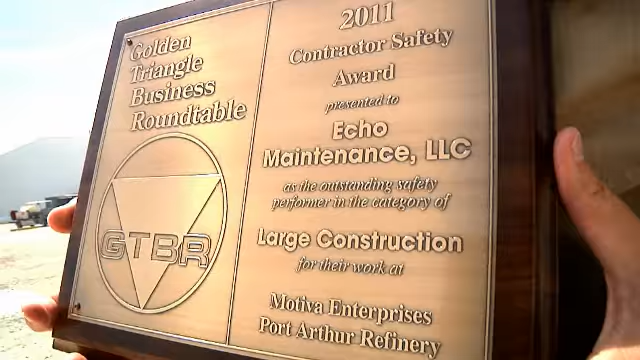 Golden
Triangle
Business
Roundtable
GTBR
2011
Contractor Safety
Award
presented to
Echo
Maintenance, LLC
as the outstanding safety
performer in the category of
Large Construction
for their work at
Motiva Enterprises
Port Arthur Refinery